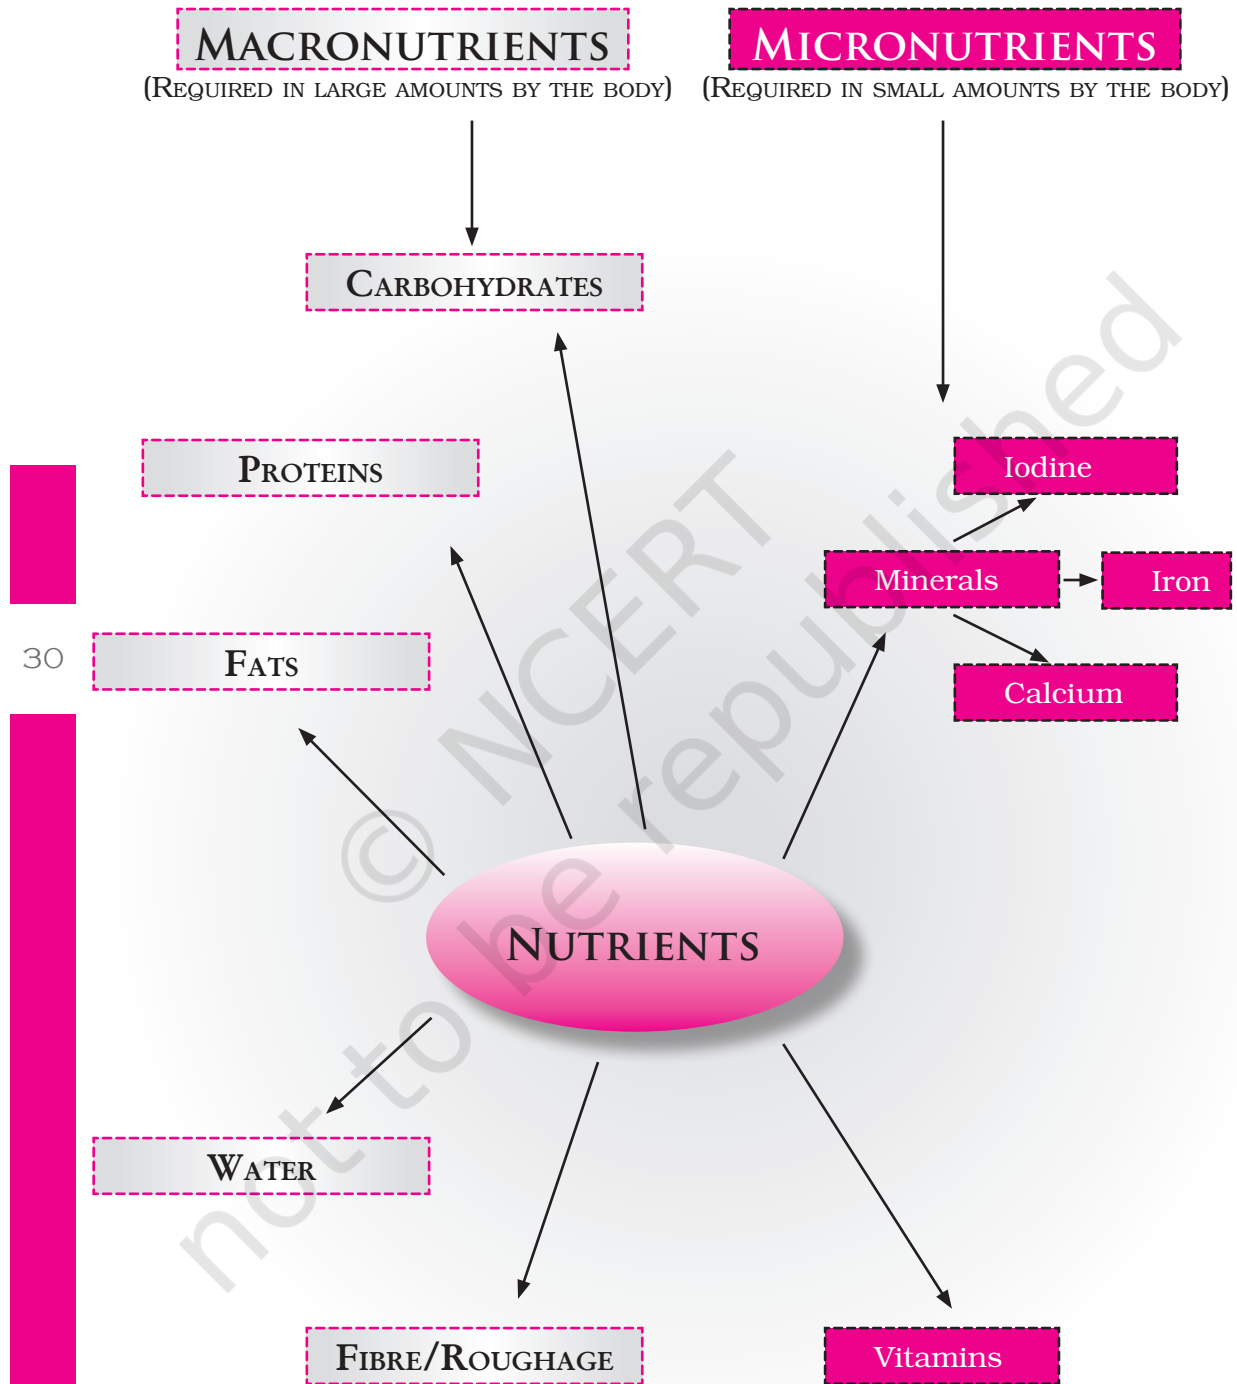 MACRONUTRIENTS
(REQUIRED IN LARGE AMOUNTS BY THE BODY)
MICRONUTRIENTS
(REQUIRED IN SMALL AMOUNTS BY THE BODY)
CARBOHYDRATES
PROTEINS
Iodine
Minerals
Iron
30
FATS
Calcium
NUTRIENTS
WATER
FIBRE/ROUGHAGE
Vitamins
© NCERT
not to be republished